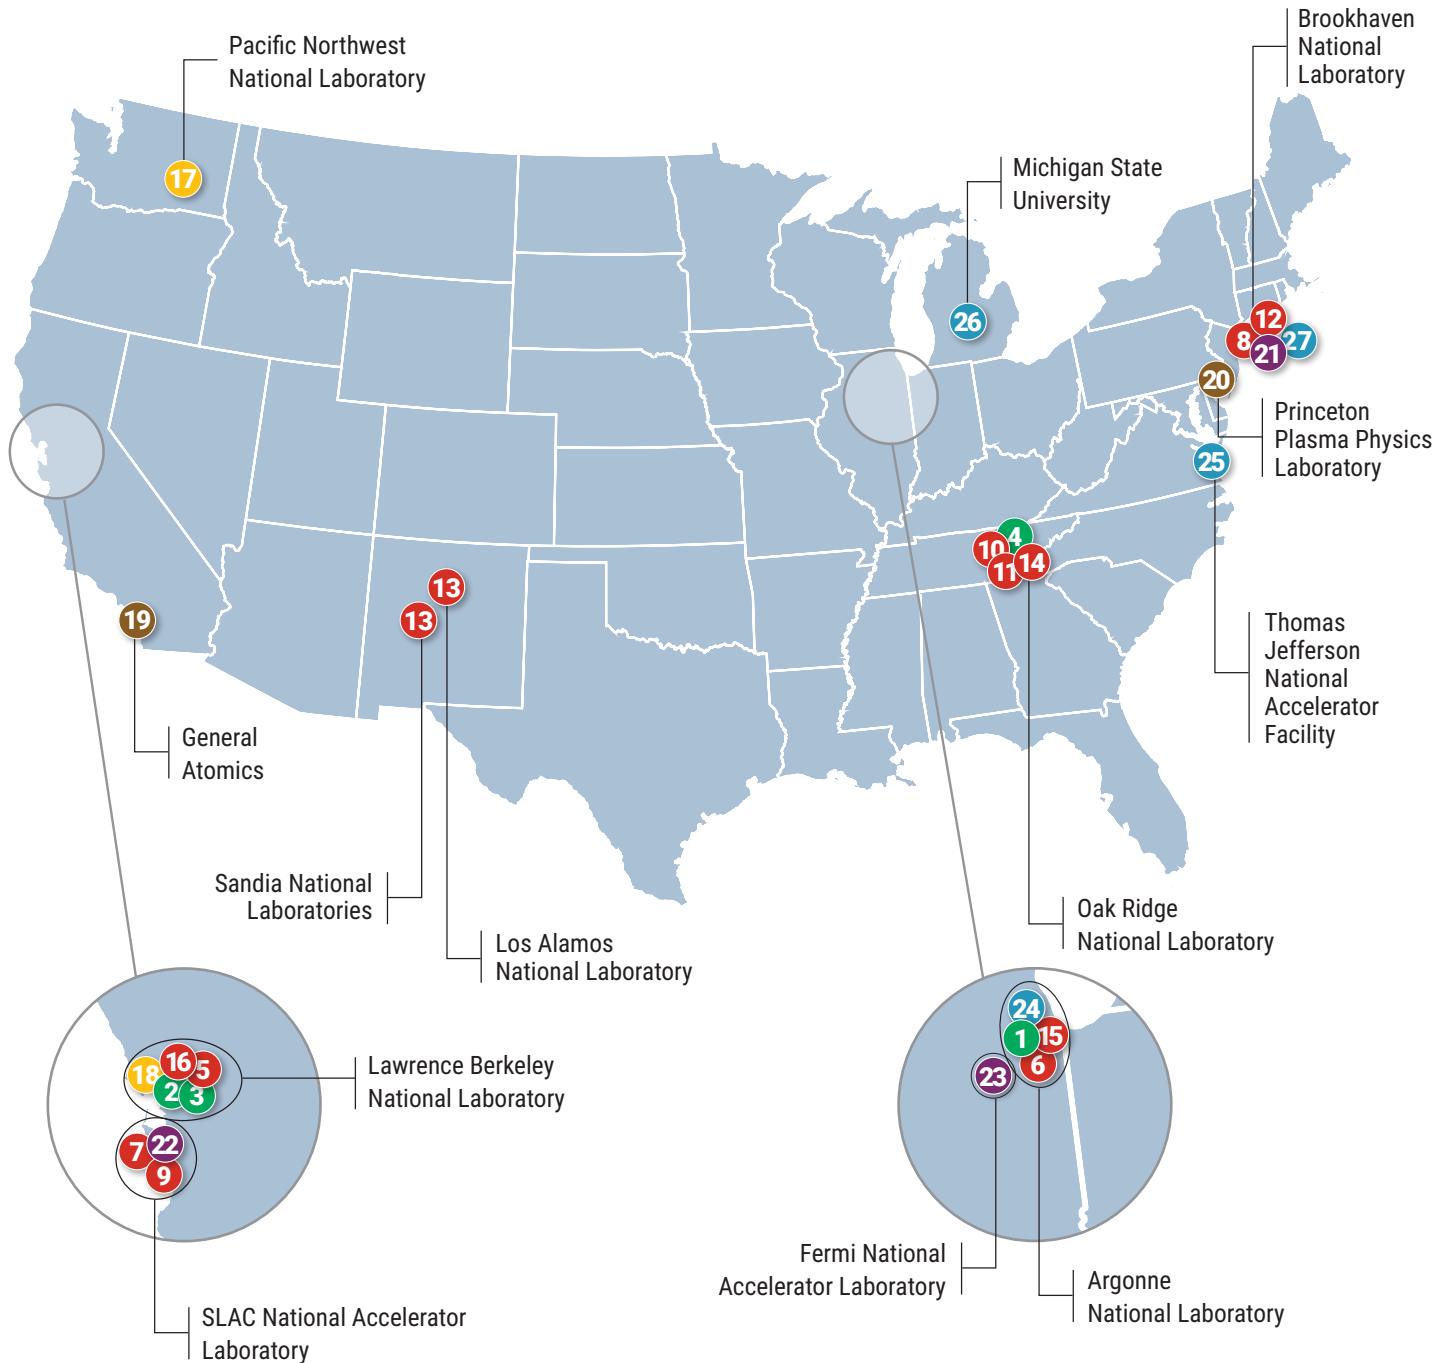 Brookhaven
National
Laboratory
Pacific Northwest
National Laboratory
Michigan State
University
17
26
12
8
27
21
20
Princeton
Plasma Physics
Laboratory
25
4
10
14
11
13
13
19
Thomas
Jefferson
National
Accelerator
Facility
General
Atomics
Sandia National
Laboratories
Oak Ridge
National Laboratory
Los Alamos
National Laboratory
24
15
1
6
23
16
5
18
2
3
Lawrence Berkeley
National Laboratory
22
7
9
Fermi National
Accelerator Laboratory
Argonne
National Laboratory
SLAC National Accelerator
Laboratory